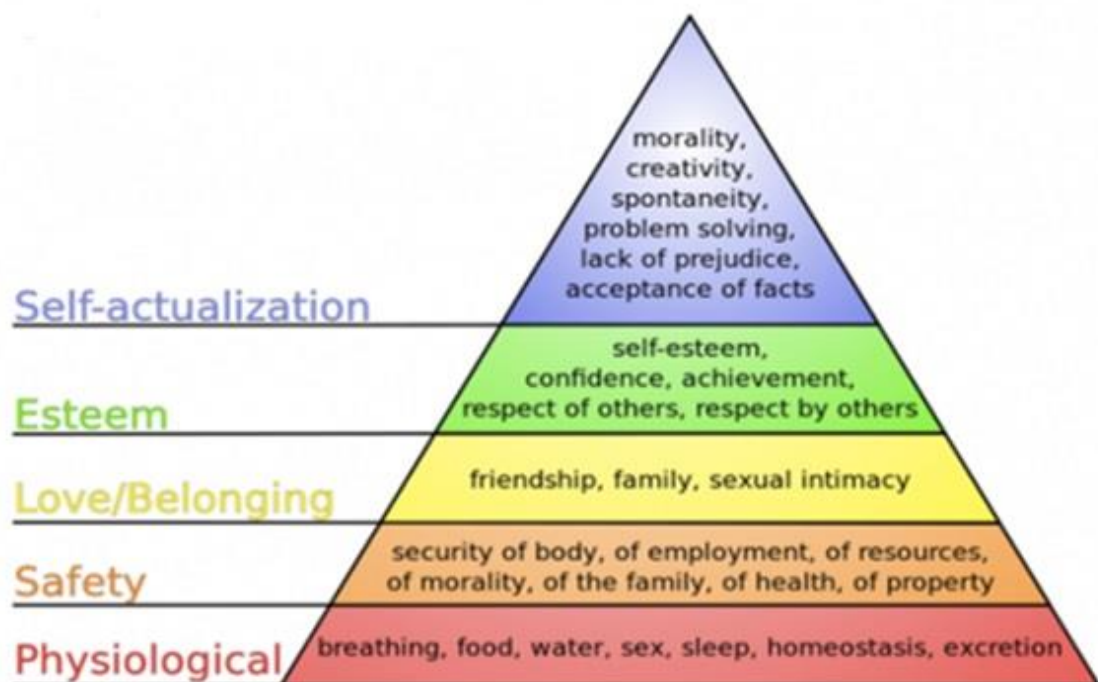 morality,
creativity,
spontaneity,
problem solving,
lack of prejudice,
acceptance of facts
Self-actualization
self-esteem,
confidence, achievement,
respect of others, respect by others
Esteem
friendship, family, sexual intimacy
Love/Belonging
security of body, of employment, of resources,
of morality, of the family, of health, of property
Safety
breathing, food, water, sex, sleep, homeostasis, excretion
Physiological